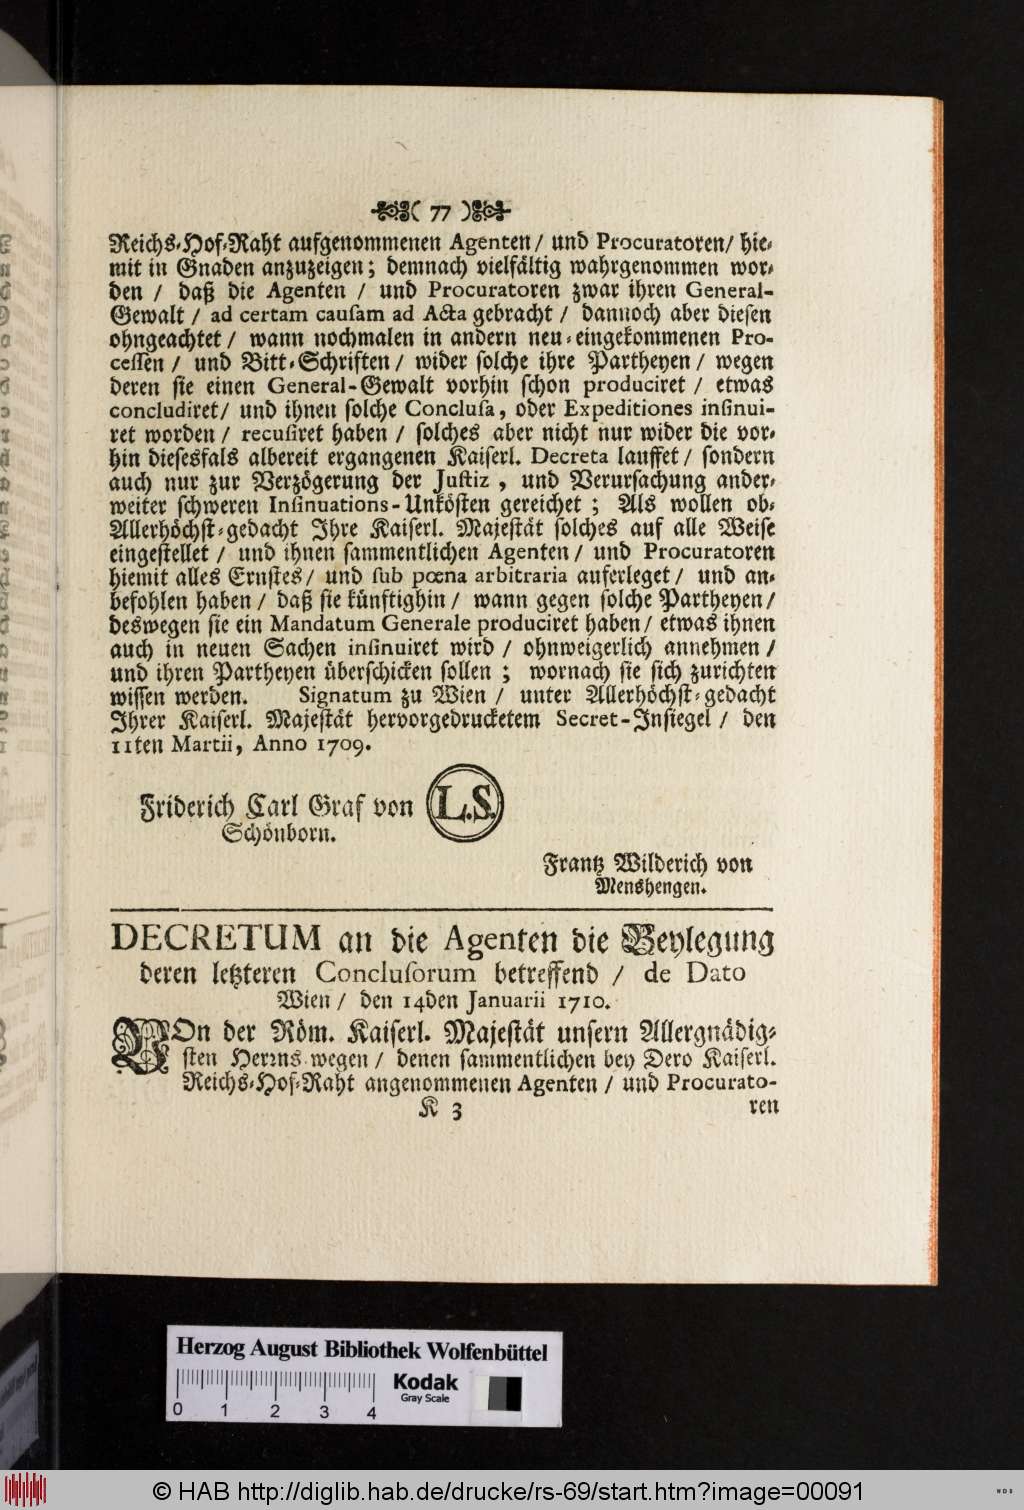 ( 77 )
Reichs-Hof-Raht aufgenommenen Agenten / und Procuratoren / hie-
mit in Gnaden anzuzeigen; demnach vielfältig wahrgenommen wor-
den / daß die Agenten / und Procuratoren zwar ihren General-
Gewalt / ad certam causam ad Acta gebracht / dannoch aber diesen
ohngeachtet / wann nochmalen in andern neu-eingekommenen Pro-
cessen / und Bitt-Schriften / wider solche ihre Partheyen / wegen
deren sie einen General-Gewalt vorhin schon produciret / etwas
concludiret / und ihnen solche Conclusa, oder Expeditiones insinui-
ret worden / recusiret haben / solches aber nicht nur wider die vor-
hin diesesfals albereit ergangenen Kaiserl. Decreta lauffet / sondern
auch nur zur Verzögerung der Justiz, und Verursachung ander-
weiter schweren Insinuations-Unkösten gereichet; Als wollen ob-
Allerhöchst-gedacht Ihre Kaiserl. Majestät solches auf alle Weise
eingestellet / und ihnen sammentlichen Agenten / und Procuratoren
hiemit alles Ernstes / und sub pœna arbitraria auferleget / und an-
befohlen haben / daß sie künftighin / wann gegen solche Partheyen /
deswegen sie ein Mandatum Generale produciret haben / etwas ihnen
auch in neuen Sachen insinuiret wird / ohnweigerlich annehmen /
und ihren Partheyen überschicken sollen; wornach sie sich zurichten
wissen werden. Signatum zu Wien / unter Allerhöchst-gedacht
Ihrer Kaiserl. Majestät hervorgedrucketem Secret-Insiegel / den
11ten Martii, Anno 1709.
Friderich Carl Graf von
Schönborn.
L.S.
Frantz Wilderich von
Menshengen.
DECRETUM an die Agenten die Beylegung
deren letzteren Conclusorum betreffend / de Dato
Wien / den 14den Januarii 1710.
VOn der Röm. Kaiserl. Majestät unsern Allergnädig-
sten Herrns wegen / denen sammentlichen bey Dero Kaiserl.
Reichs-Hof-Raht angenommenen Agenten / und Procurato-
K 3 ren
Herzog August Bibliothek Wolfenbüttel
Kodak
Gray Scale
0 1 2 3 4
© HAB http://diglib.hab.de/drucke/rs-69/start.htm?image=00091